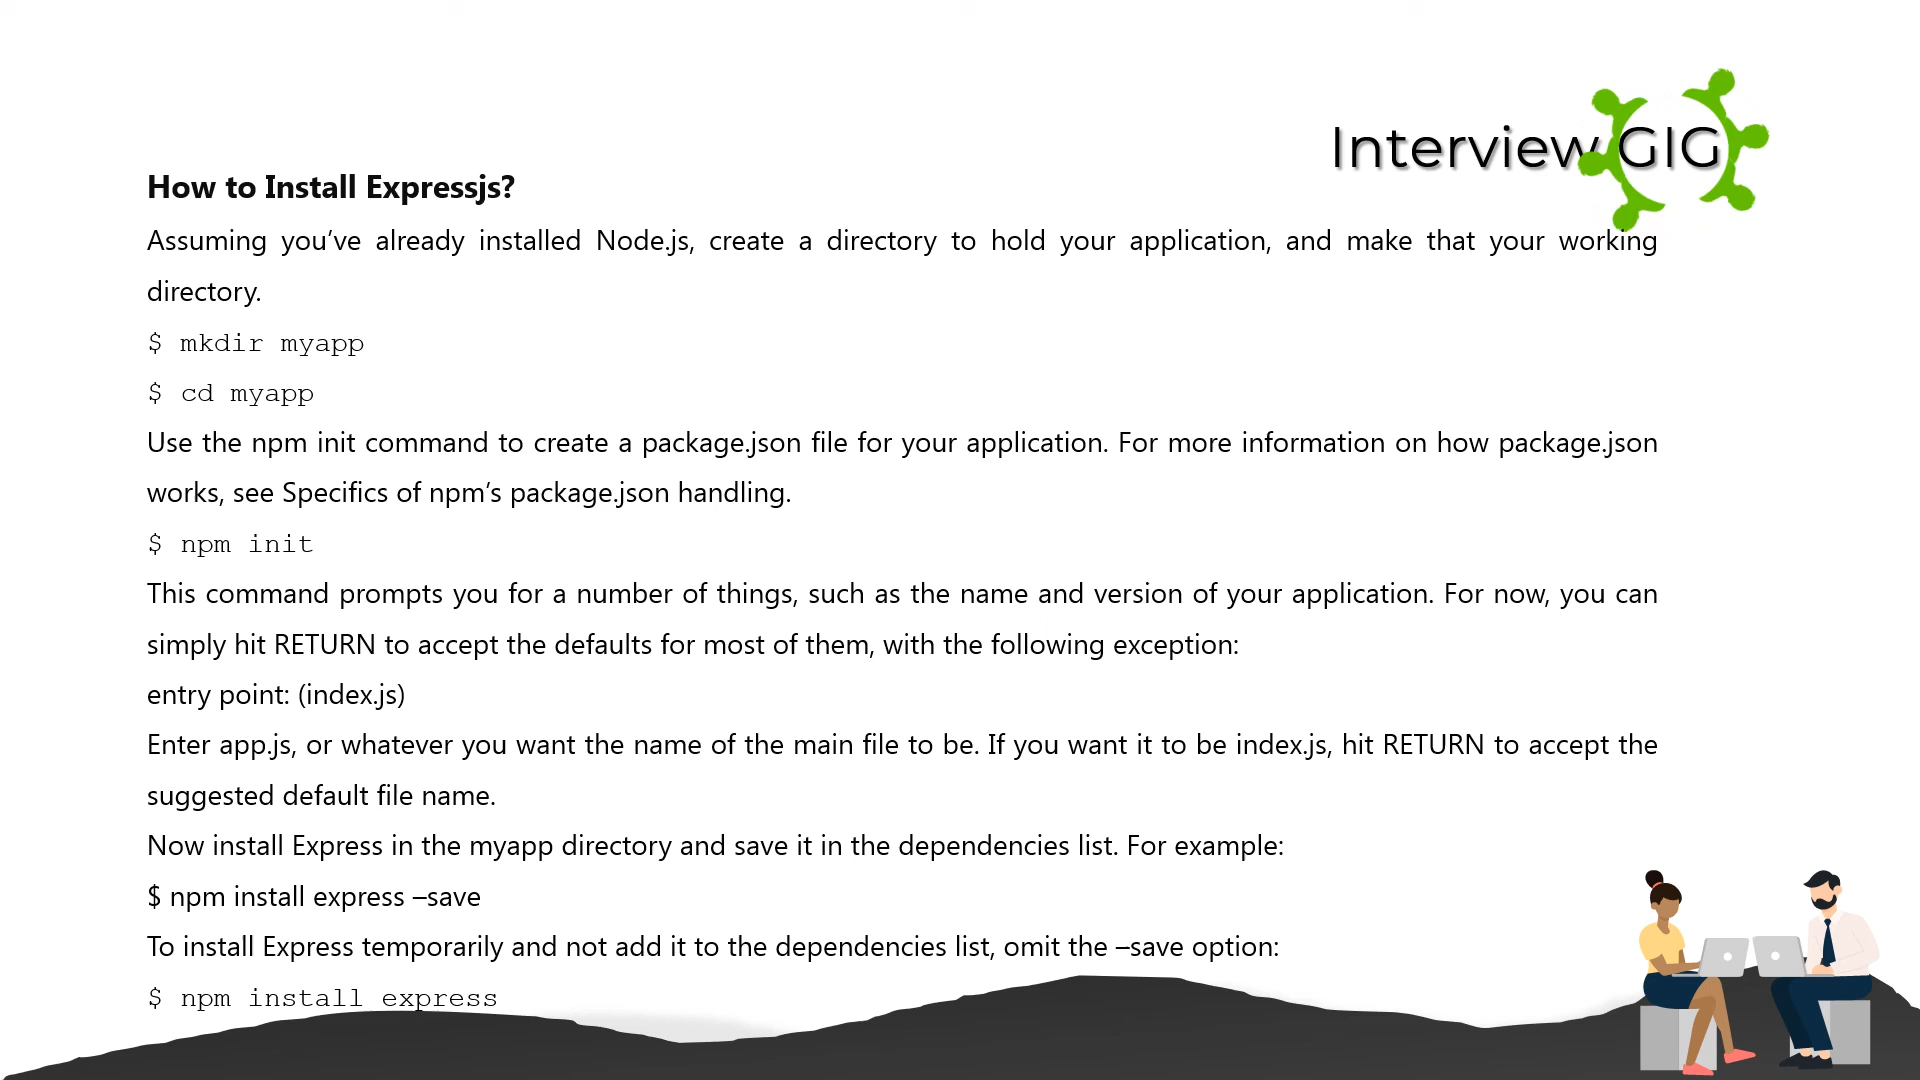 Interview GIG
How to Install Expressjs?
Assuming you’ve already installed Node.js, create a directory to hold your application, and make that your working
directory.
$ mkdir myapp
$ cd myapp
Use the npm init command to create a package.json file for your application. For more information on how package.json
works, see Specifics of npm’s package.json handling.
$ npm init
This command prompts you for a number of things, such as the name and version of your application. For now, you can
simply hit RETURN to accept the defaults for most of them, with the following exception:
entry point: (index.js)
Enter app.js, or whatever you want the name of the main file to be. If you want it to be index.js, hit RETURN to accept the
suggested default file name.
Now install Express in the myapp directory and save it in the dependencies list. For example:
$ npm install express –save
To install Express temporarily and not add it to the dependencies list, omit the –save option:
$ npm install express